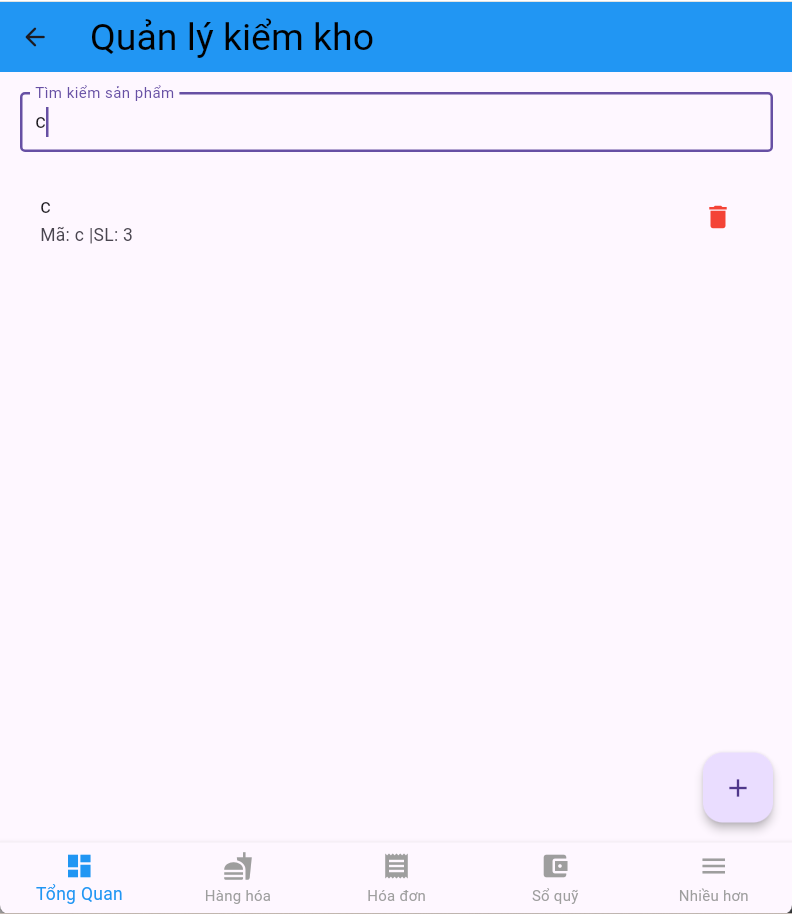 Quản lý kiểm kho
Tìm kiếm sản phẩm
c
c
Mã: c |SL: 3
Tổng Quan
Hàng hóa
Hóa đơn
Sổ quỹ
Nhiều hơn